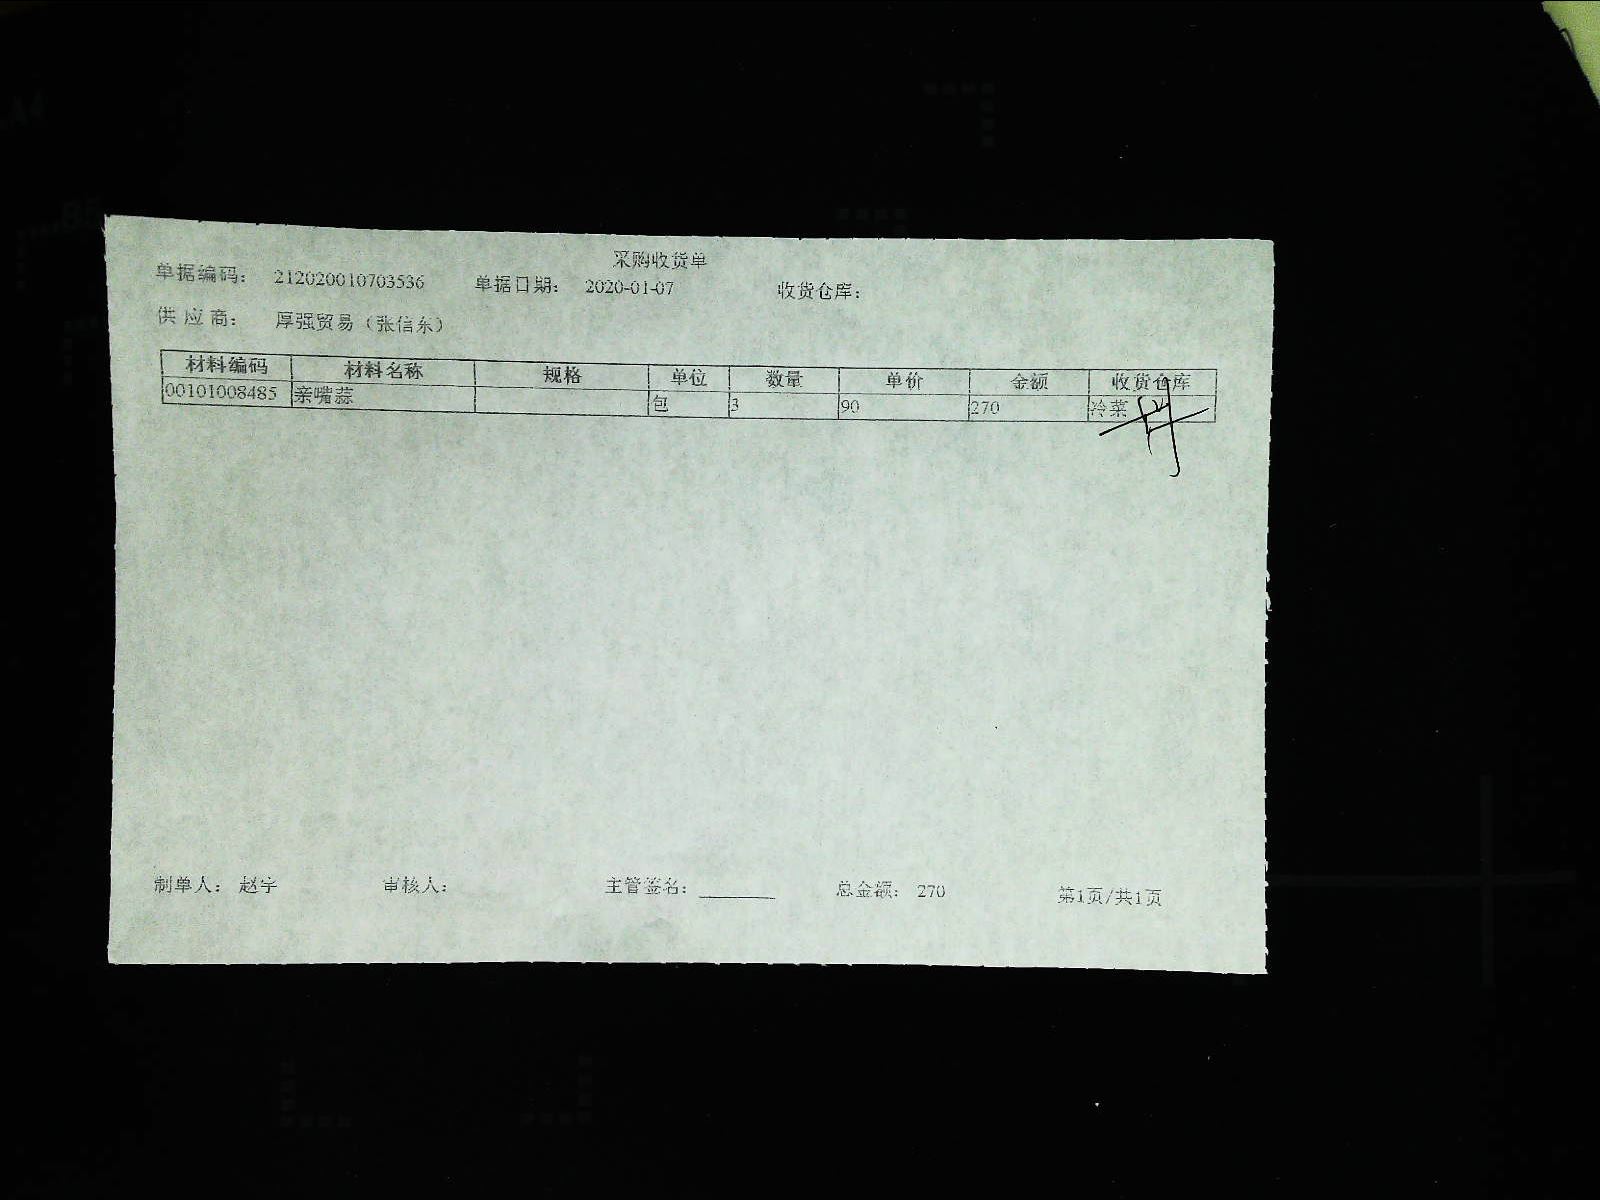 采购收货单
单据编码： 212020010703536 单据日期： 2020-01-07 收货仓库：
供应商： 厚强贸易（张信东）
材料编码 材料名称 规格 单位 数量 单价 金额 收货仓库
00101008485 亲嘴蒜 包 3 90 270 冷菜
制单人： 赵宇 审核人： 主管签名： 总金额： 270 第1页/共1页